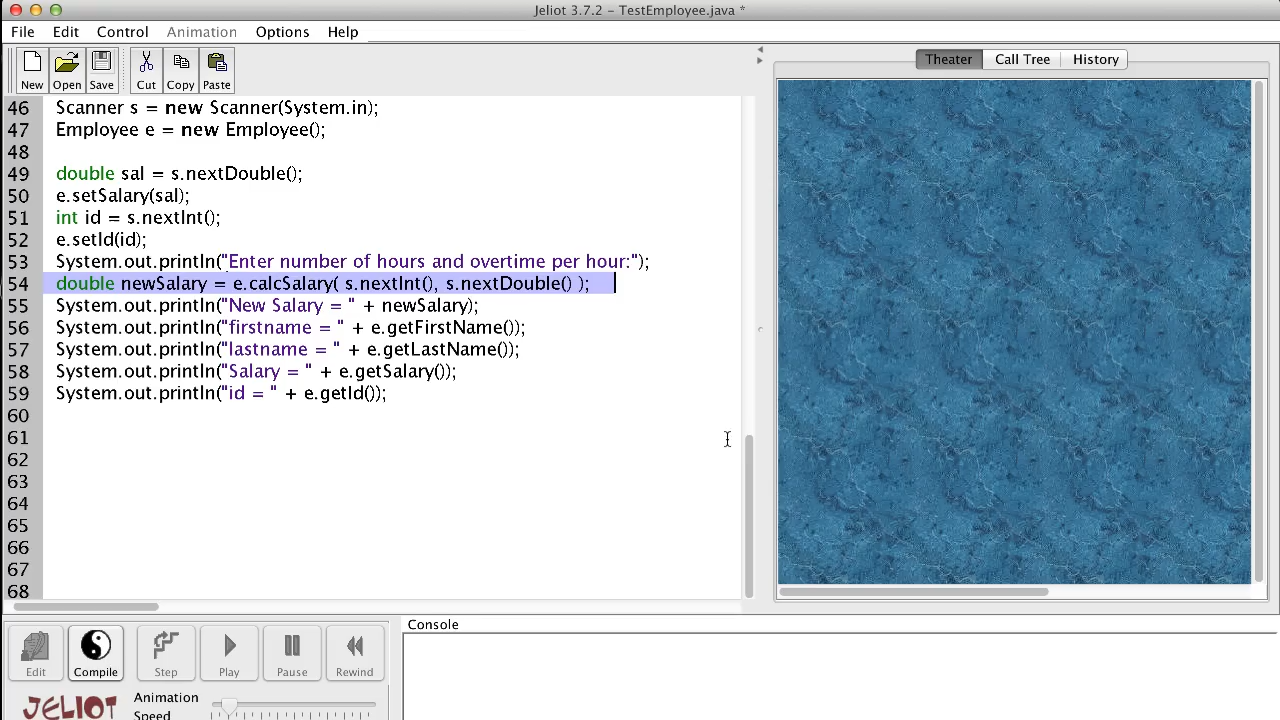 Jeliot 3.7.2 – TestEmployee.java *
File Edit Control Animation Options Help
New Open Save Cut Copy Paste
Theater Call Tree History
46 Scanner s = new Scanner(System.in);
47 Employee e = new Employee();
48
49 double sal = s.nextDouble();
50 e.setSalary(sal);
51 int id = s.nextInt();
52 e.setId(id);
53 System.out.println("Enter number of hours and overtime per hour:");
54 double newSalary = e.calcSalary( s.nextInt(), s.nextDouble() );
55 System.out.println("New Salary = " + newSalary);
56 System.out.println("firstname = " + e.getFirstName());
57 System.out.println("lastname = " + e.getLastName());
58 System.out.println("Salary = " + e.getSalary());
59 System.out.println("id = " + e.getId());
60
61
62
63
64
65
66
67
68
Console
Edit Compile Step Play Pause Rewind
JELIOT
Animation
Speed